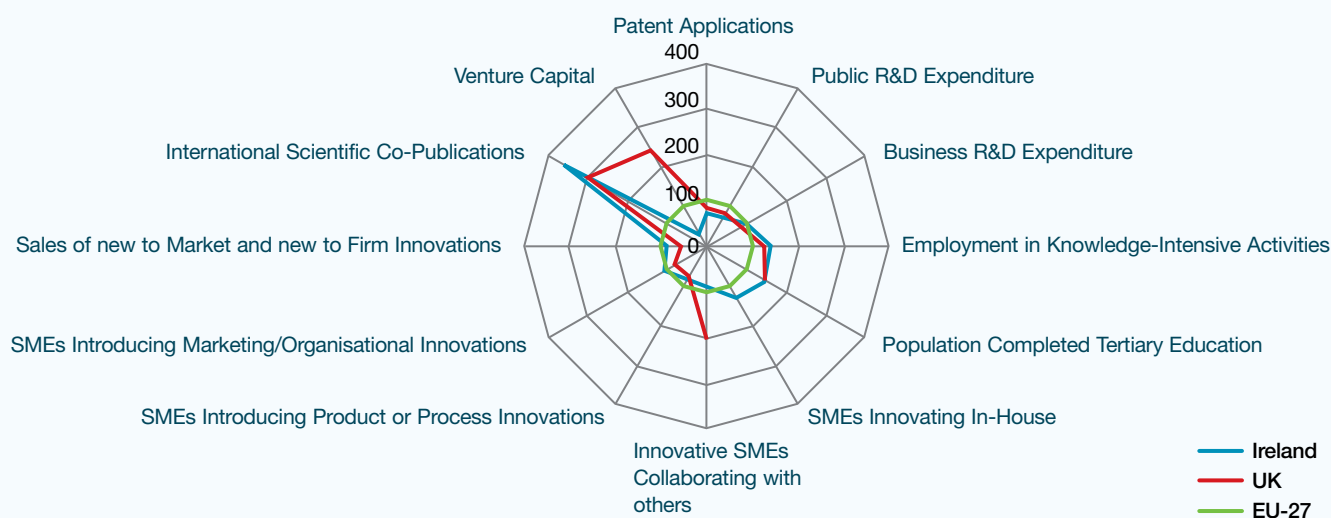 Patent Applications
400
Venture Capital
Public R&D Expenditure
300
International Scientific Co-Publications
Business R&D Expenditure
200
100
Sales of new to Market and new to Firm Innovations
0
Employment in Knowledge-Intensive Activities
SMEs Introducing Marketing/Organisational Innovations
Population Completed Tertiary Education
SMEs Introducing Product or Process Innovations
SMEs Innovating In-House
Innovative SMEs
Collaborating with
others
Ireland
UK
EU-27